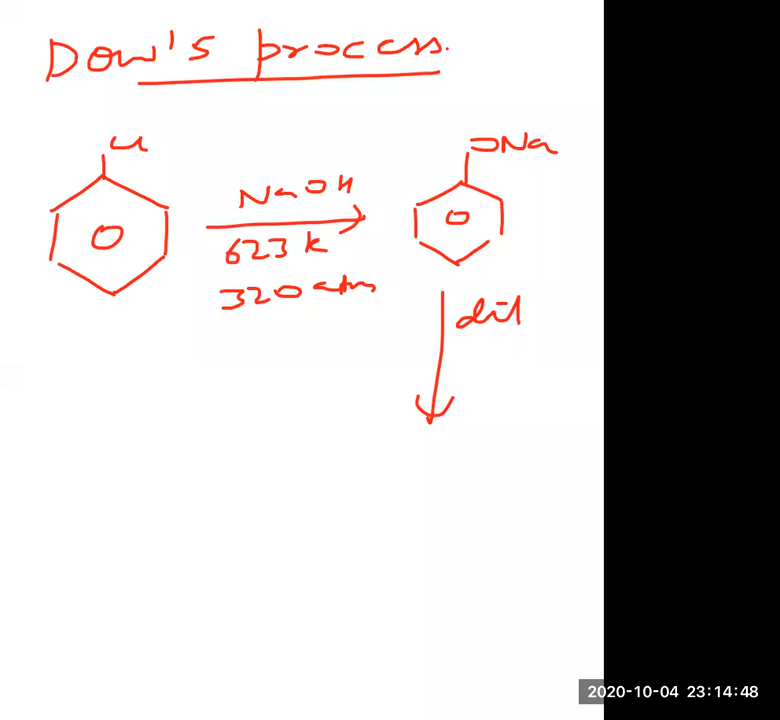 Dow's process.
Cl
ONa
NaOH
623 K
320 atm
dil
2020-10-04 23:14:48